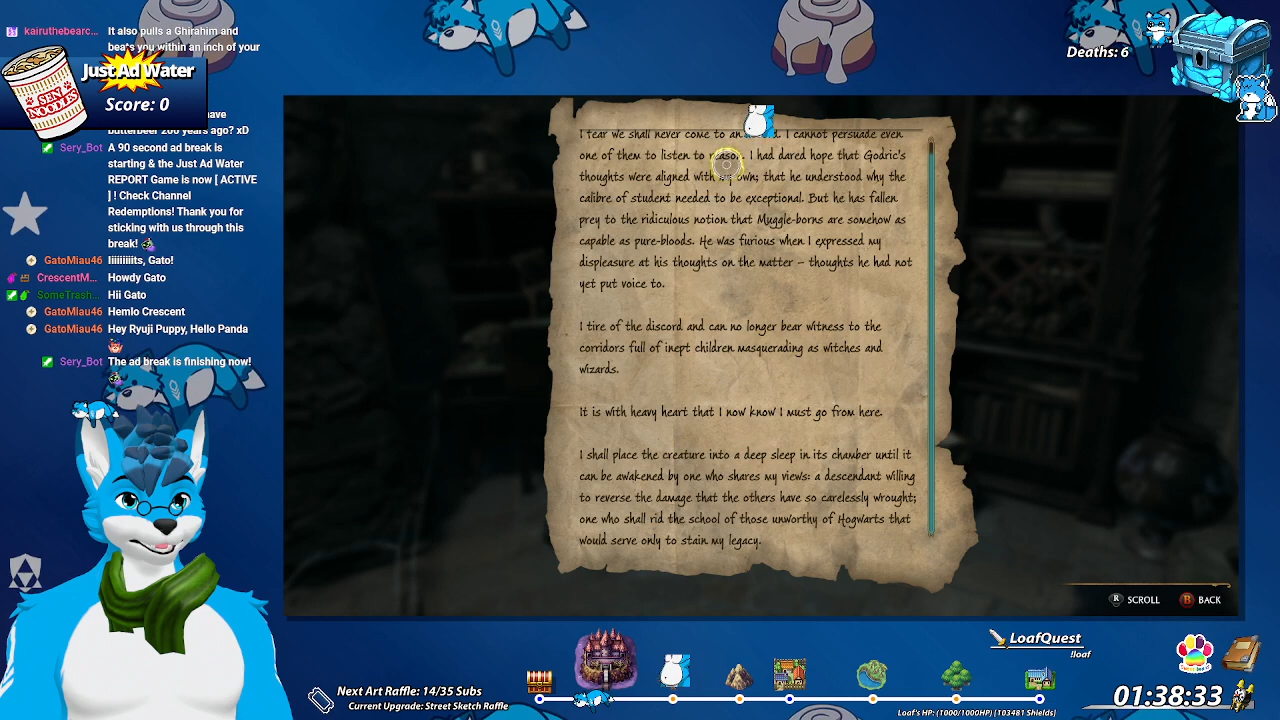 kairuthebearc... It also pulls a Ghirahim and
beats you within an inch of your
Just Ad Water
Score: 0
SEN
NOODLES
butterbeer 200 years ago? xD
Sery_Bot A 90 second ad break is
starting & the Just Ad Water
REPORT Game is now [ ACTIVE
] ! Check Channel
Redemptions! Thank you for
sticking with us through this
break!
GatoMiau46 Iiiiiiiits, Gato!
CrescentM... Howdy Gato
SomeTrash... Hii Gato
GatoMiau46 Hemlo Crescent
GatoMiau46 Hey Ryuji Puppy, Hello Panda
Sery_Bot The ad break is finishing now!
Deaths: 6
I fear we shall never come to an I cannot persuade even
one of them to listen to reason. I had dared hope that Godric's
thoughts were aligned with my own; that he understood why the
calibre of student needed to be exceptional. But he has fallen
prey to the ridiculous notion that Muggle-borns are somehow as
capable as pure-bloods. He was furious when I expressed my
displeasure at his thoughts on the matter – thoughts he had not
yet put voice to.
I tire of the discord and can no longer bear witness to the
corridors full of inept children masquerading as witches and
wizards.
It is with heavy heart that I now know I must go from here.
I shall place the creature into a deep sleep in its chamber until it
can be awakened by one who shares my views: a descendant willing
to reverse the damage that the others have so carelessly wrought;
one who shall rid the school of those unworthy of Hogwarts that
would serve only to stain my legacy.
R SCROLL B BACK
LoafQuest
!loaf
Next Art Raffle: 14/35 Subs
Current Upgrade: Street Sketch Raffle
01:38:33
Loaf's HP: (1000/1000HP) (103481 Shields)